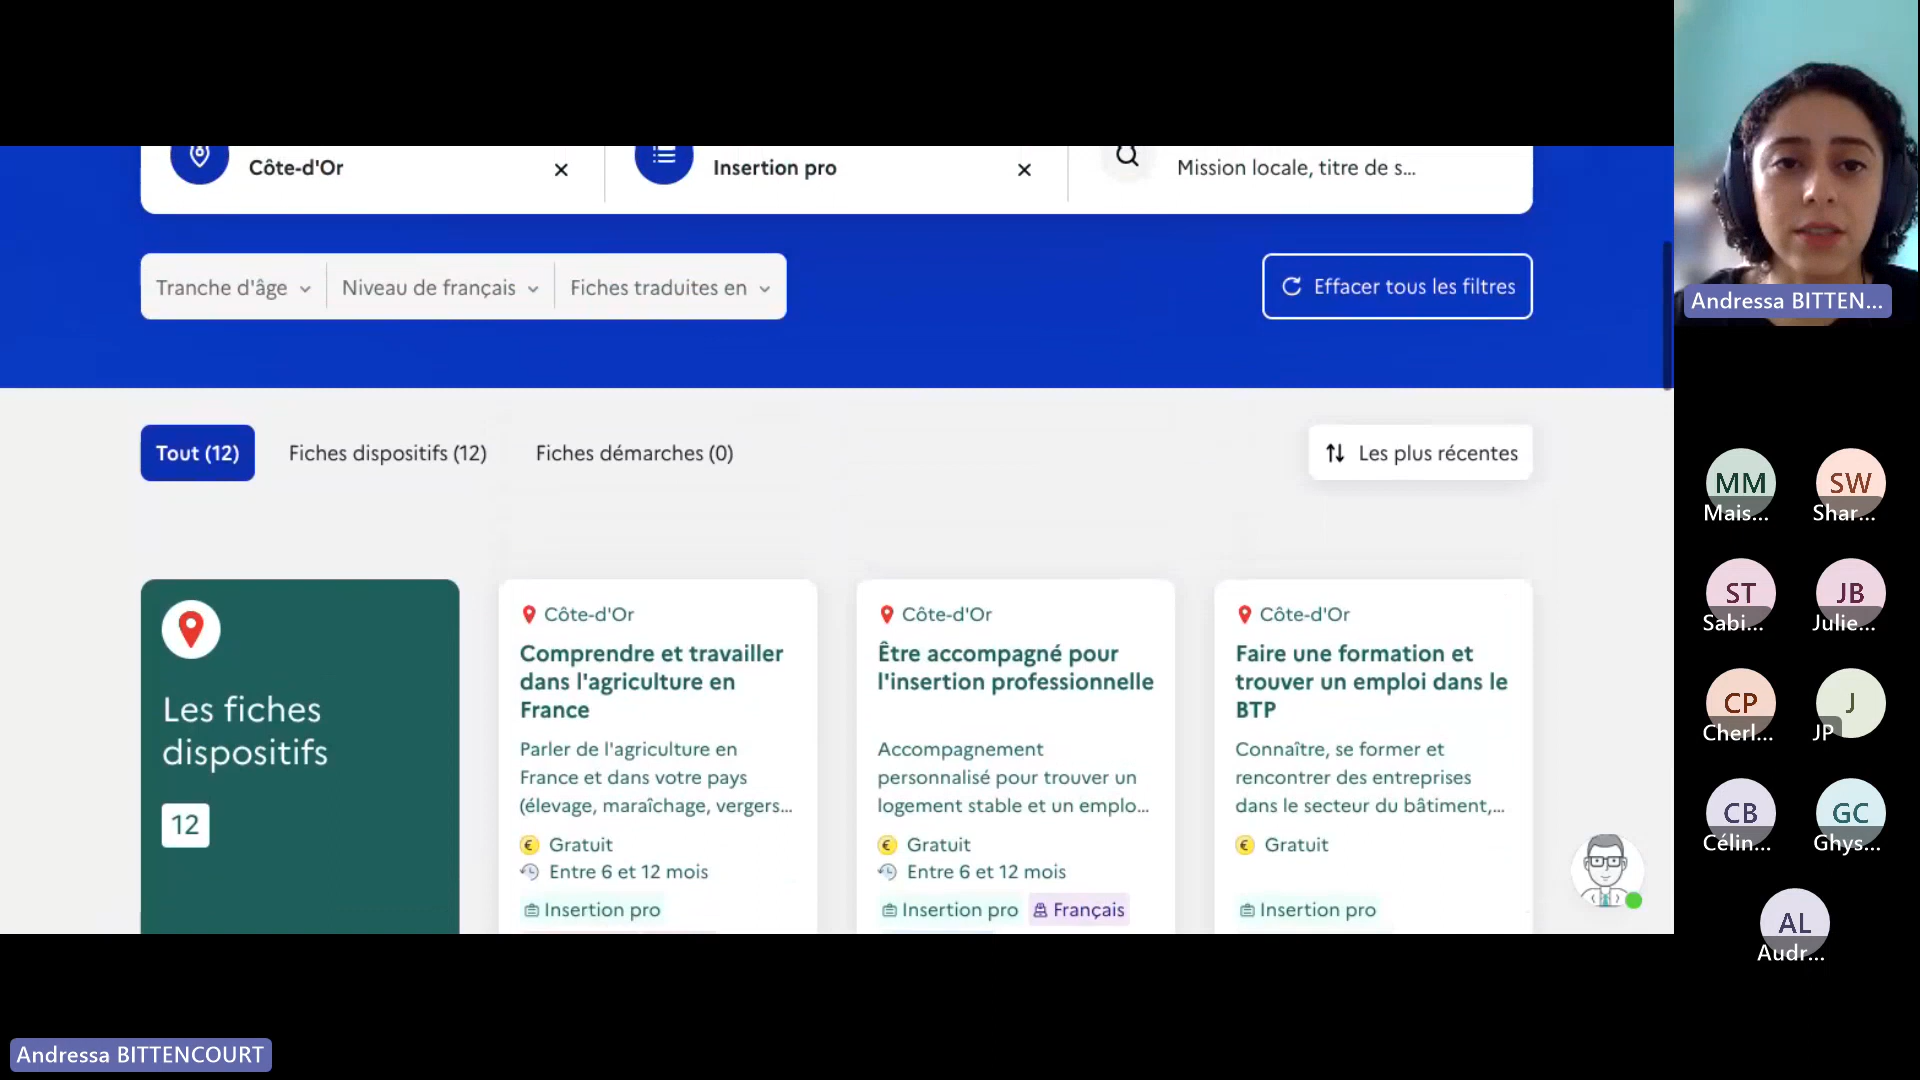 Côte-d'Or
Insertion pro
Mission locale, titre de s...
Tranche d'âge
Niveau de français
Fiches traduites en
Effacer tous les filtres
Tout (12)
Fiches dispositifs (12)
Fiches démarches (0)
Les plus récentes
Les fiches
dispositifs
12
Côte-d'Or
Comprendre et travailler
dans l'agriculture en
France
Parler de l'agriculture en
France et dans votre pays
(élevage, maraîchage, vergers...
Gratuit
Entre 6 et 12 mois
Insertion pro
Côte-d'Or
Être accompagné pour
l'insertion professionnelle
Accompagnement
personnalisé pour trouver un
logement stable et un emplo...
Gratuit
Entre 6 et 12 mois
Insertion pro
Français
Côte-d'Or
Faire une formation et
trouver un emploi dans le
BTP
Connaître, se former et
rencontrer des entreprises
dans le secteur du bâtiment,...
Gratuit
Insertion pro
Andressa BITTEN...
MM
Mais...
SW
Shar...
ST
Sabi...
JB
Julie...
CP
Cherl...
J
JP
CB
Célin...
GC
Ghys...
AL
Audr...
Andressa BITTENCOURT